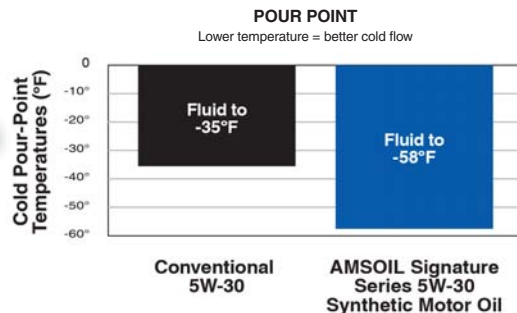 POUR POINT
Lower temperature = better cold flow
Cold Pour-Point
Temperatures (°F)
0
-10°
-20°
-30°
-40°
-50°
-60°
Fluid to
-35°F
Fluid to
-58°F
Conventional
5W-30
AMSOIL Signature
Series 5W-30
Synthetic Motor Oil